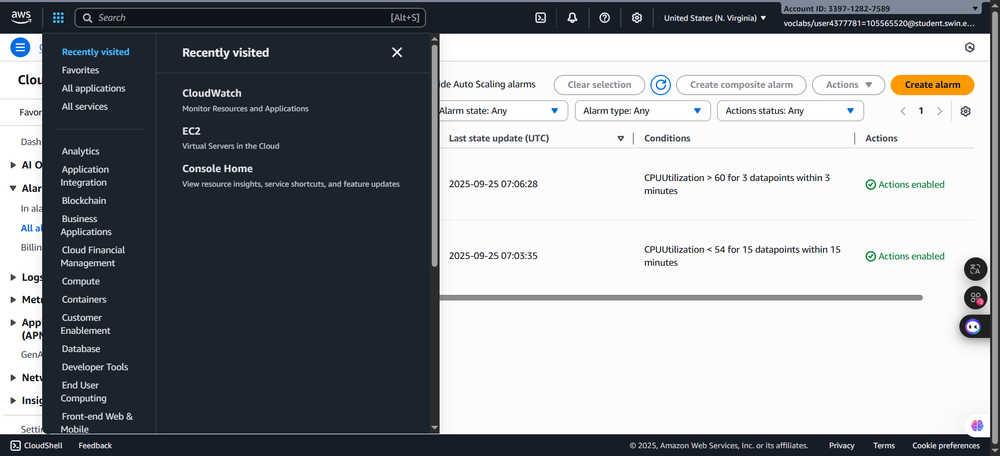 aws
Search
[Alt+S]
United States (N. Virginia)
Account ID: 3397-1282-7589
voclabs/user4377781=105565520@student.swin.e...
Clou
Favor
Dashl
AI O
Alar
In ala
All al
Billin
Logs
Metr
Appl
(APM
GenA
Netw
Insig
Settin
Recently visited
Favorites
All applications
All services
Analytics
Application
Integration
Blockchain
Business
Applications
Cloud Financial
Management
Compute
Containers
Customer
Enablement
Database
Developer Tools
End User
Computing
Front-end Web &
Mobile
Recently visited
CloudWatch
Monitor Resources and Applications
EC2
Virtual Servers in the Cloud
Console Home
View resource insights, service shortcuts, and feature updates
ide Auto Scaling alarms
Clear selection
Create composite alarm
Actions
Create alarm
Alarm state: Any
Alarm type: Any
Actions status: Any
1
Last state update (UTC)
Conditions
Actions
2025-09-25 07:06:28
CPUUtilization > 60 for 3 datapoints within 3
minutes
Actions enabled
2025-09-25 07:03:35
CPUUtilization < 54 for 15 datapoints within 15
minutes
Actions enabled
CloudShell
Feedback
© 2025, Amazon Web Services, Inc. or its affiliates.
Privacy
Terms
Cookie preferences